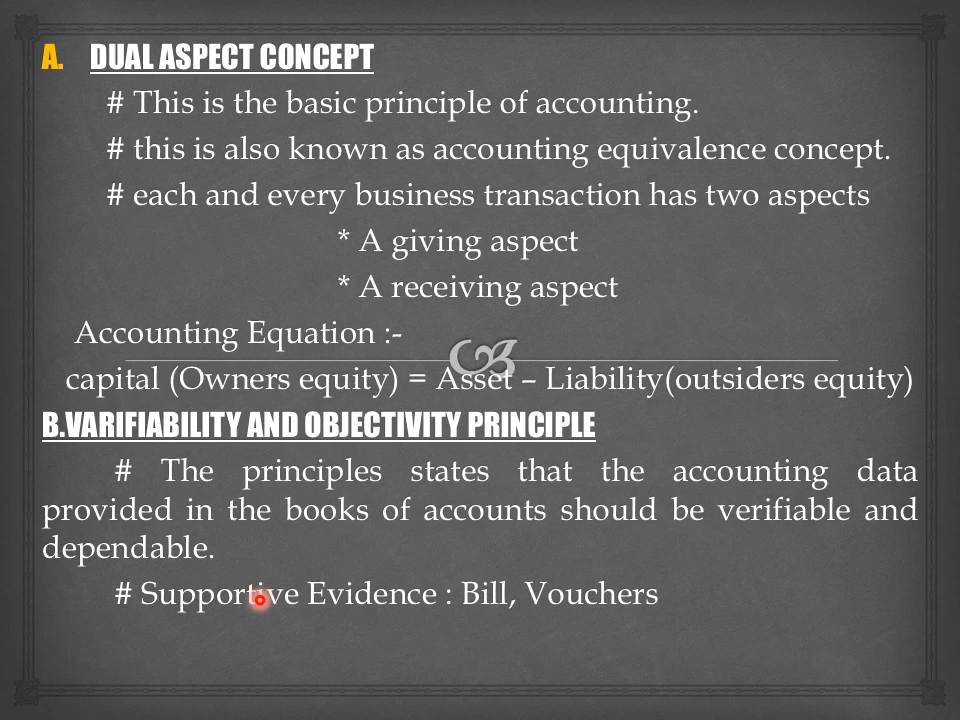 A. DUAL ASPECT CONCEPT
# This is the basic principle of accounting.
# this is also known as accounting equivalence concept.
# each and every business transaction has two aspects
* A giving aspect
* A receiving aspect
Accounting Equation :-
capital (Owners equity) = Asset – Liability(outsiders equity)
B.VARIFIABILITY AND OBJECTIVITY PRINCIPLE
# The principles states that the accounting data
provided in the books of accounts should be verifiable and
dependable.
# Supportive Evidence : Bill, Vouchers